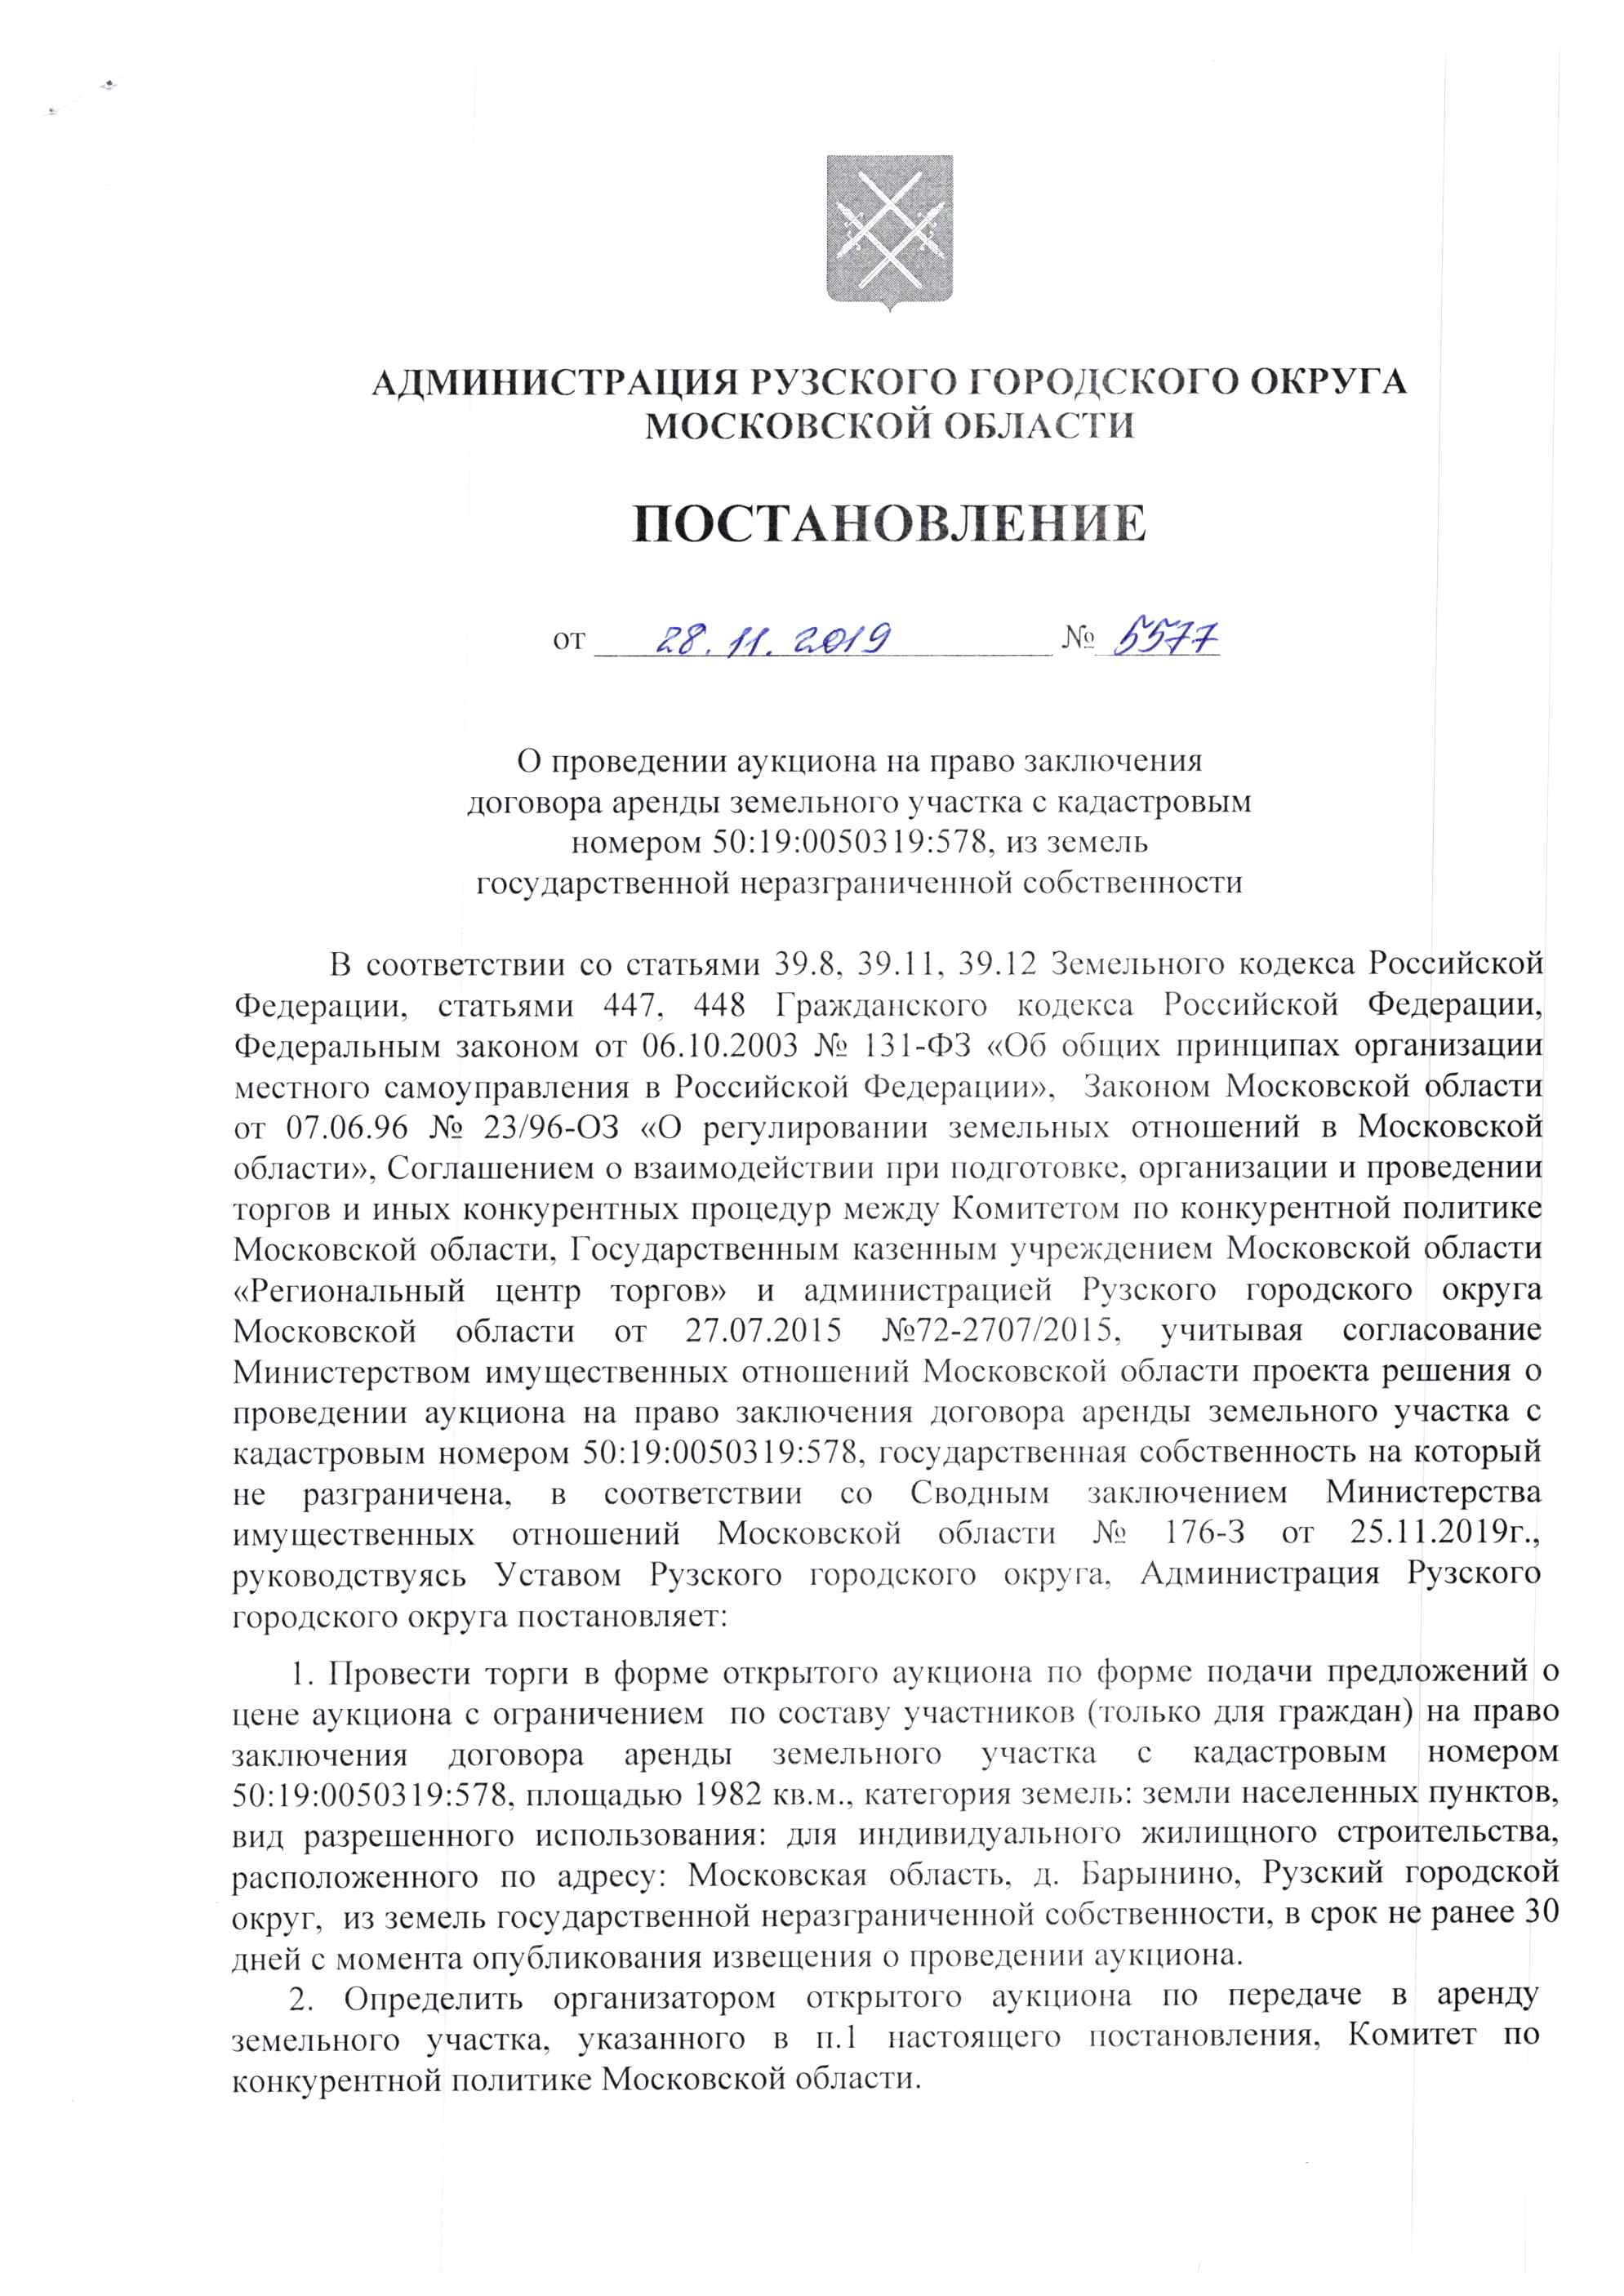 АДМИНИСТРАЦИЯ РУЗСКОГО ГОРОДСКОГО ОКРУГА
МОСКОВСКОЙ ОБЛАСТИ
ПОСТАНОВЛЕНИЕ
от 28.11.2019 № 5577
О проведении аукциона на право заключения
договора аренды земельного участка с кадастровым
номером 50:19:0050319:578, из земель
государственной неразграниченной собственности
В соответствии со статьями 39.8, 39.11, 39.12 Земельного кодекса Российской
Федерации, статьями 447, 448 Гражданского кодекса Российской Федерации,
Федеральным законом от 06.10.2003 № 131-ФЗ «Об общих принципах организации
местного самоуправления в Российской Федерации», Законом Московской области
от 07.06.96 № 23/96-ОЗ «О регулировании земельных отношений в Московской
области», Соглашением о взаимодействии при подготовке, организации и проведении
торгов и иных конкурентных процедур между Комитетом по конкурентной политике
Московской области, Государственным казенным учреждением Московской области
«Региональный центр торгов» и администрацией Рузского городского округа
Московской области от 27.07.2015 №72-2707/2015, учитывая согласование
Министерством имущественных отношений Московской области проекта решения о
проведении аукциона на право заключения договора аренды земельного участка с
кадастровым номером 50:19:0050319:578, государственная собственность на который
не разграничена, в соответствии со Сводным заключением Министерства
имущественных отношений Московской области № 176-З от 25.11.2019г.,
руководствуясь Уставом Рузского городского округа, Администрация Рузского
городского округа постановляет:
1. Провести торги в форме открытого аукциона по форме подачи предложений о
цене аукциона с ограничением по составу участников (только для граждан) на право
заключения договора аренды земельного участка с кадастровым номером
50:19:0050319:578, площадью 1982 кв.м., категория земель: земли населенных пунктов,
вид разрешенного использования: для индивидуального жилищного строительства,
расположенного по адресу: Московская область, д. Барынино, Рузский городской
округ, из земель государственной неразграниченной собственности, в срок не ранее 30
дней с момента опубликования извещения о проведении аукциона.
2. Определить организатором открытого аукциона по передаче в аренду
земельного участка, указанного в п.1 настоящего постановления, Комитет по
конкурентной политике Московской области.